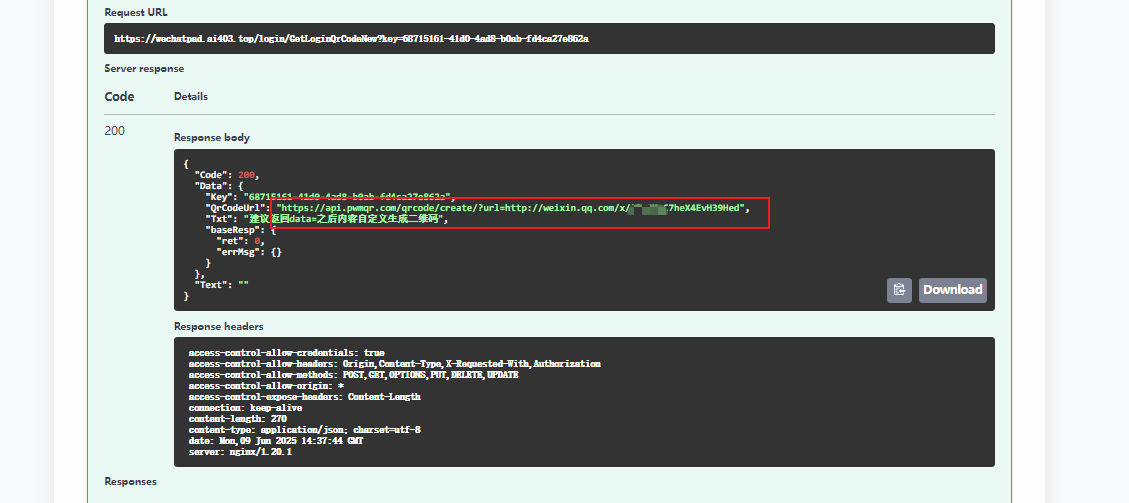 Request URL
https://wechatpad.ai403.top/login/GetLoginQrCodeNew?key=68715161-41d0-4ad8-b0ab-fd4ca27e862a
Server response
Code Details
200
Response body
{
"Code": 200,
"Data": {
"Key": "68715161-41d0-4ad8-b0ab-fd4ca27e862a",
"QrCodeUrl": "https://api.pwmqr.com/qrcode/create/?url=http://weixin.qq.com/x/ 7heX4EvH39Hed",
"Txt": "建议返回data=之后内容自定义生成二维码",
"baseResp": {
"ret": 0,
"errMsg": {}
}
},
"Text": ""
}
Download
Response headers
access-control-allow-credentials: true
access-control-allow-headers: Origin,Content-Type,X-Requested-With,Authorization
access-control-allow-methods: POST,GET,OPTIONS,PUT,DELETE,UPDATE
access-control-allow-origin: *
access-control-expose-headers: Content-Length
connection: keep-alive
content-length: 270
content-type: application/json; charset=utf-8
date: Mon,09 Jun 2025 14:37:44 GMT
server: nginx/1.20.1
Responses